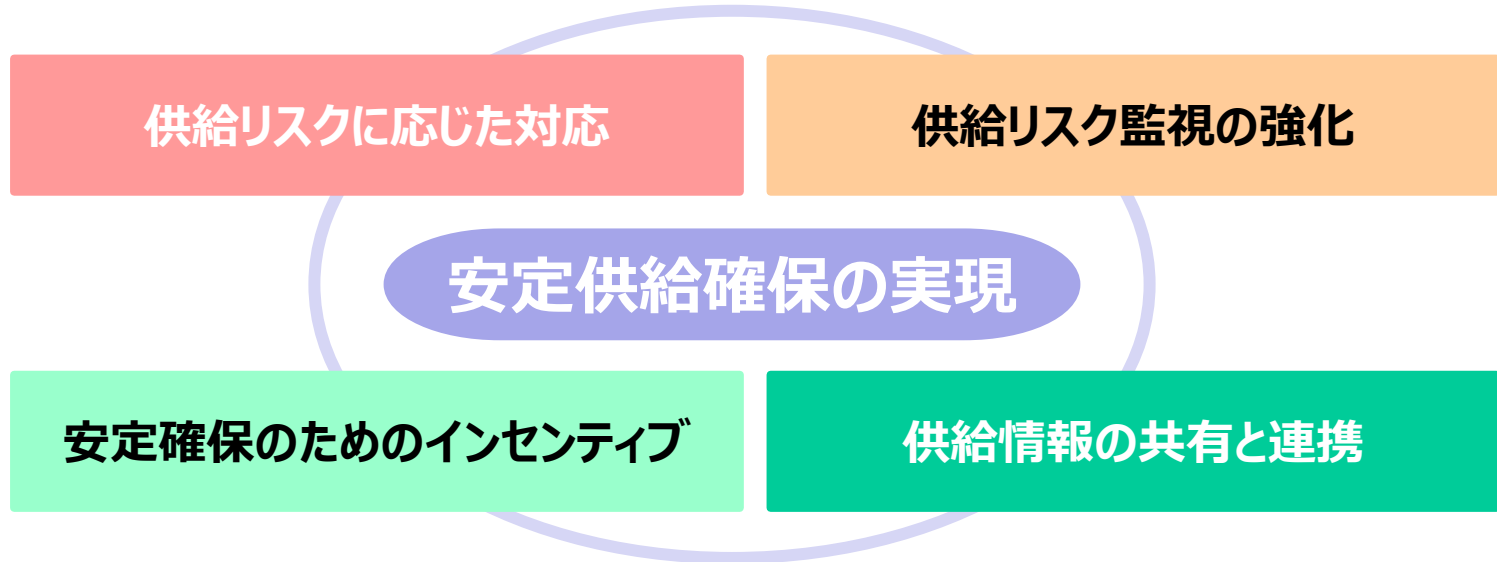 供給リスクに応じた対応
供給リスク監視の強化
安定供給確保の実現
安定確保のためのインセンティブ
供給情報の共有と連携